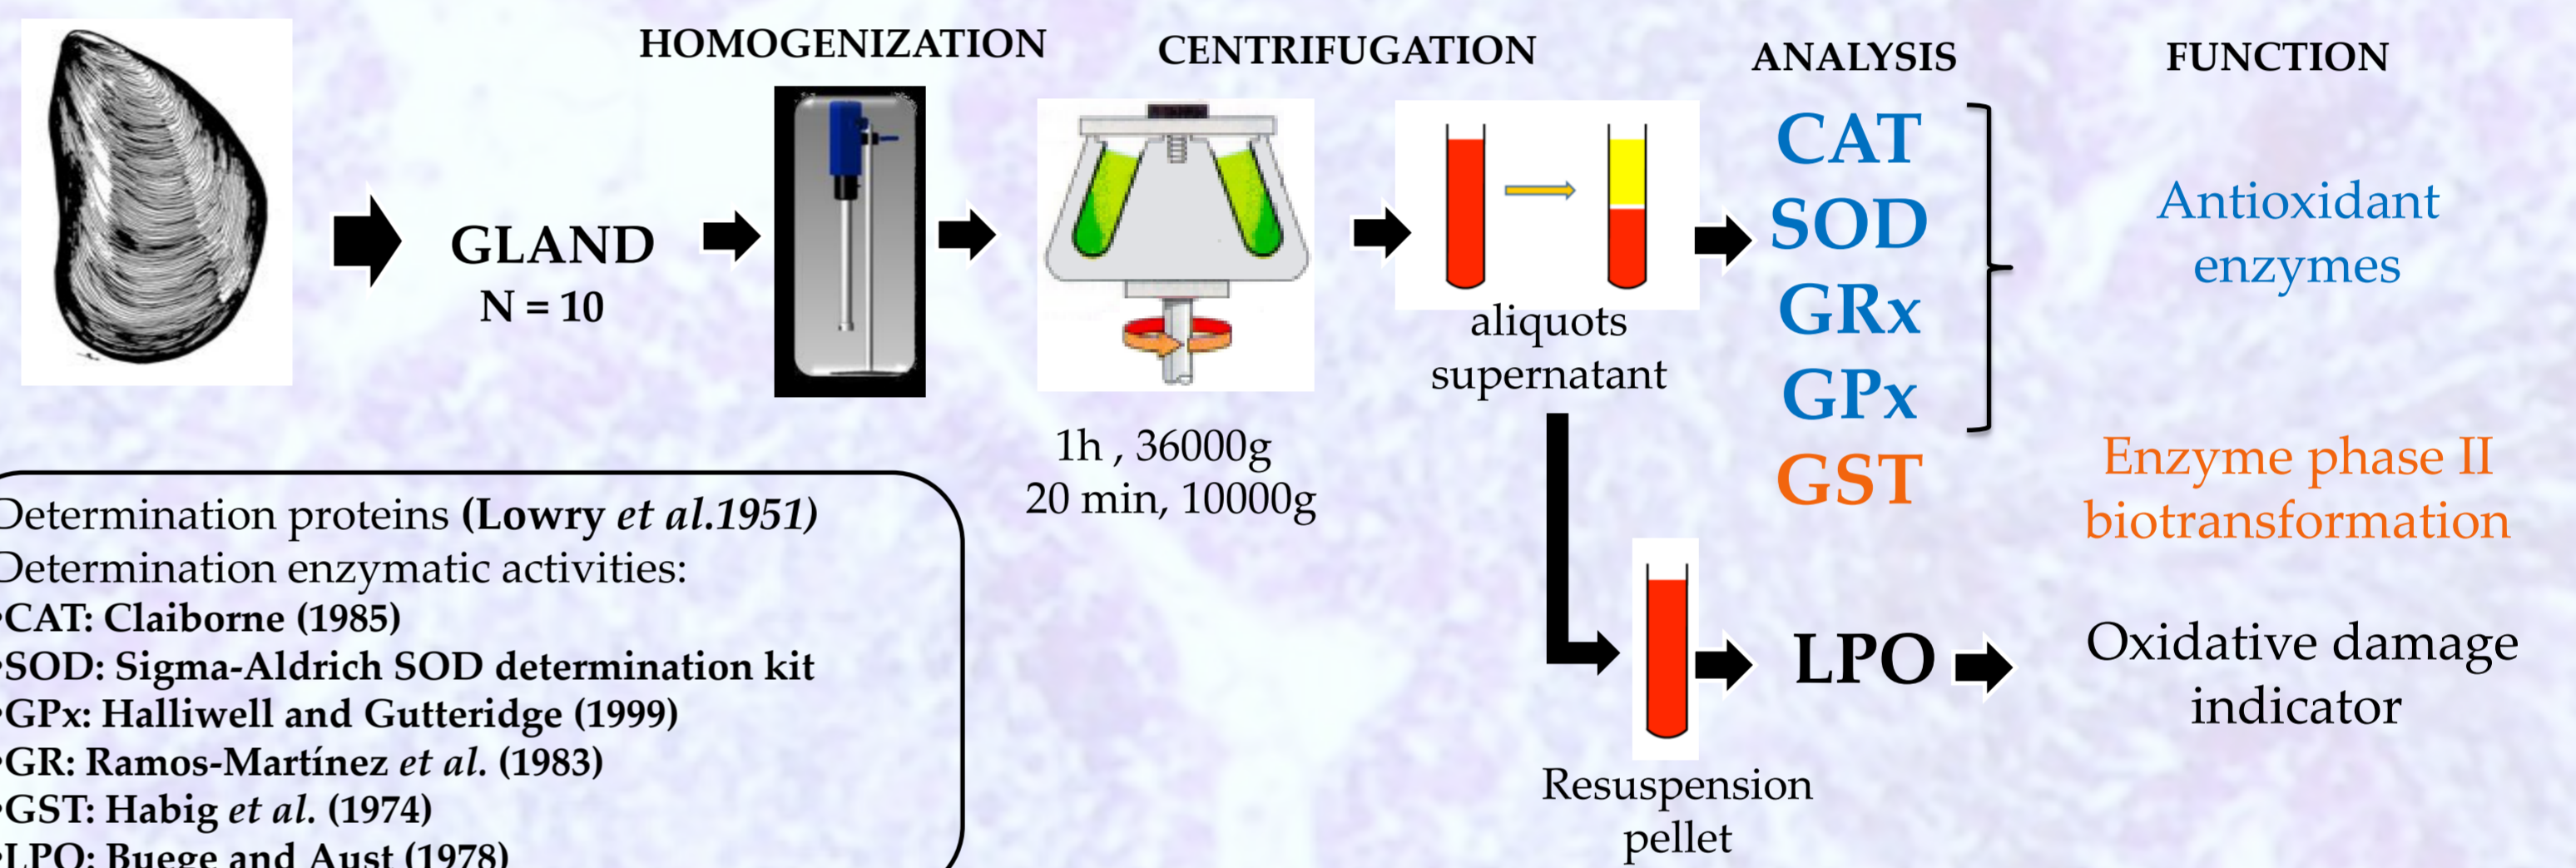 HOMOGENIZATION
CENTRIFUGATION
ANALYSIS
FUNCTION
GLAND
N = 10
1h , 36000g
20 min, 10000g
aliquots
supernatant
CAT
SOD
GRx
GPx
GST
Antioxidant
enzymes
Enzyme phase II
biotransformation
Resuspension
pellet
LPO
Oxidative damage
indicator
Determination proteins (Lowry et al.1951)
Determination enzymatic activities:
•CAT: Claiborne (1985)
•SOD: Sigma-Aldrich SOD determination kit
•GPx: Halliwell and Gutteridge (1999)
•GR: Ramos-Martínez et al. (1983)
•GST: Habig et al. (1974)
•LPO: Buege and Aust (1978)